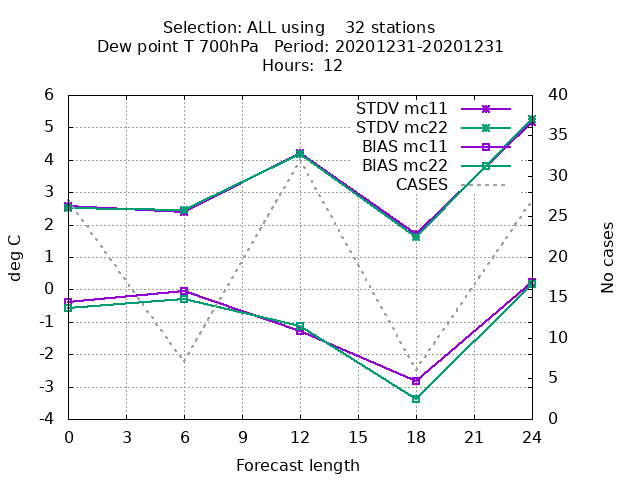 Selection: ALL using    32 stations
Dew point T 700hPa   Period: 20201231-20201231
Hours: 12
STDV mc11
STDV mc22
BIAS mc11
BIAS mc22
CASES
6
5
4
3
2
1
0
-1
-2
-3
-4
deg C
40
35
30
25
20
15
10
5
0
No cases
0 3 6 9 12 15 18 21 24
Forecast length